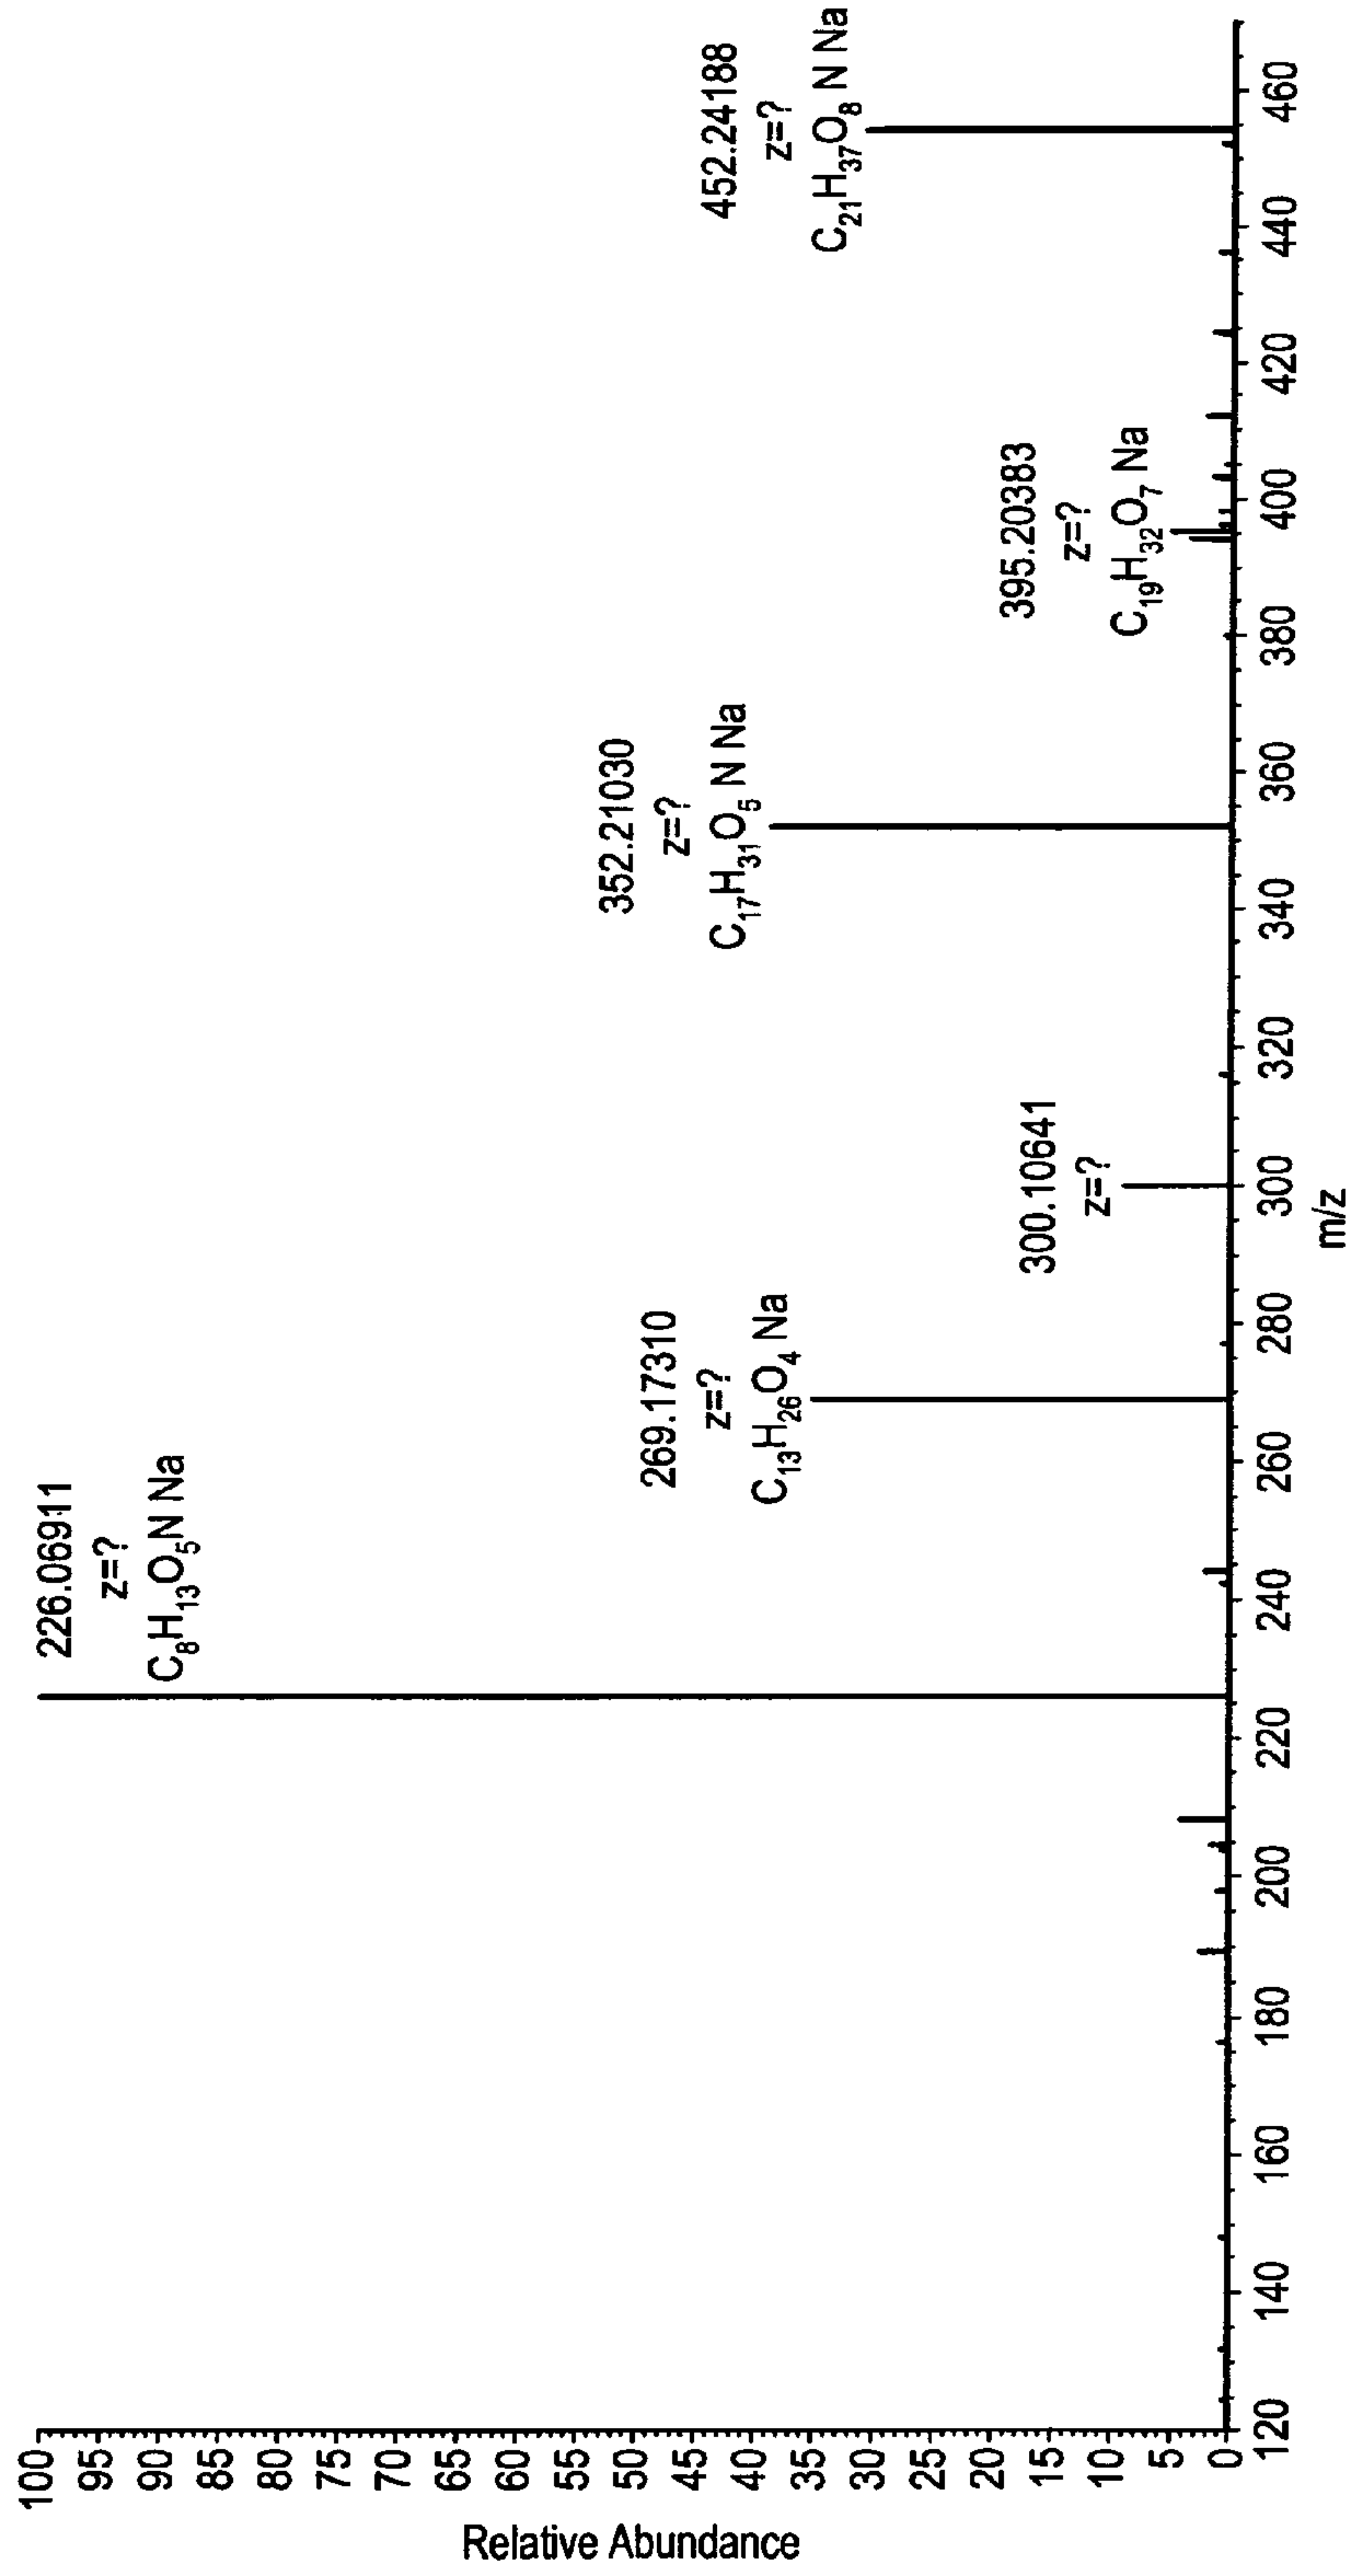 Relative Abundance
100
95
90
85
80
75
70
65
60
55
50
45
40
35
30
25
20
15
10
5
0
226.06911
z=?
C8H13O5N Na
269.17310
z=?
C13H26O4 Na
300.10641
z=?
352.21030
z=?
C17H31O5 N Na
395.20383
z=?
C19H32O7 Na
452.24188
z=?
C21H37O8 N Na
120 140 160 180 200 220 240 260 280 300 320 340 360 380 400 420 440 460
m/z